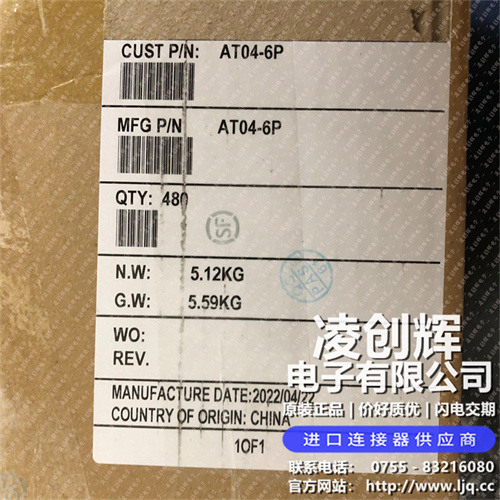 CUST P/N: AT04-6P
MFG P/N AT04-6P
QTY: 480
SF
N.W: 5.12KG
G.W: 5.59KG
WO:
REV.
MANUFACTURE DATE:2022/04/22
COUNTRY OF ORIGIN: CHINA
1OF1
凌创辉
电子有限公司
原装正品 | 价好质优 | 闪电交期
进口连接器供应商
联系电话: 0755 - 83216080
官方网站: http://www.ljq.cc